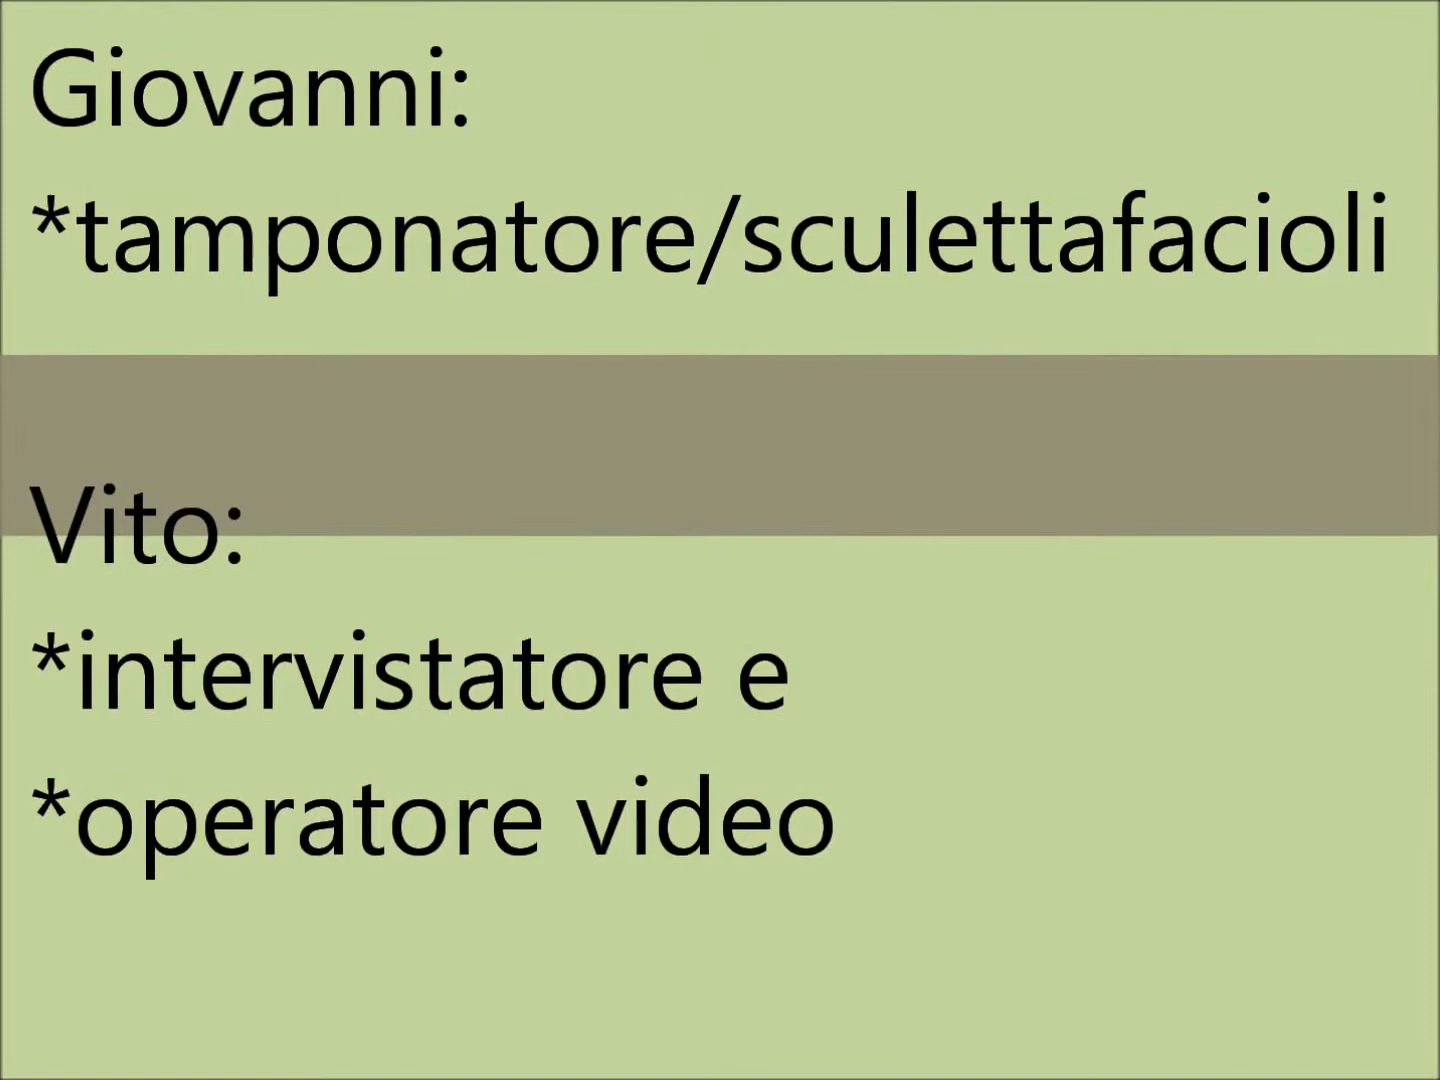 Giovanni:
*tamponatore/sculettafacioli
Vito:
*intervistatore e
*operatore video